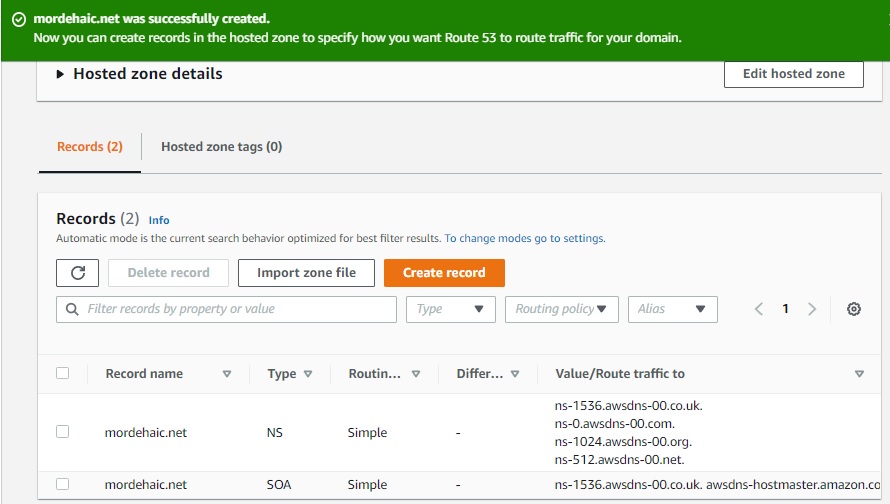 mordehaic.net was successfully created.
Now you can create records in the hosted zone to specify how you want Route 53 to route traffic for your domain.
Hosted zone details
Edit hosted zone
Records (2)
Hosted zone tags (0)
Records (2) Info
Automatic mode is the current search behavior optimized for best filter results. To change modes go to settings.
Delete record
Import zone file
Create record
Filter records by property or value
Type
Routing policy
Alias
1
Record name
Type
Routin...
Differ...
Value/Route traffic to
mordehaic.net
NS
Simple
-
ns-1536.awsdns-00.co.uk.
ns-0.awsdns-00.com.
ns-1024.awsdns-00.org.
ns-512.awsdns-00.net.
mordehaic.net
SOA
Simple
-
ns-1536.awsdns-00.co.uk. awsdns-hostmaster.amazon.co